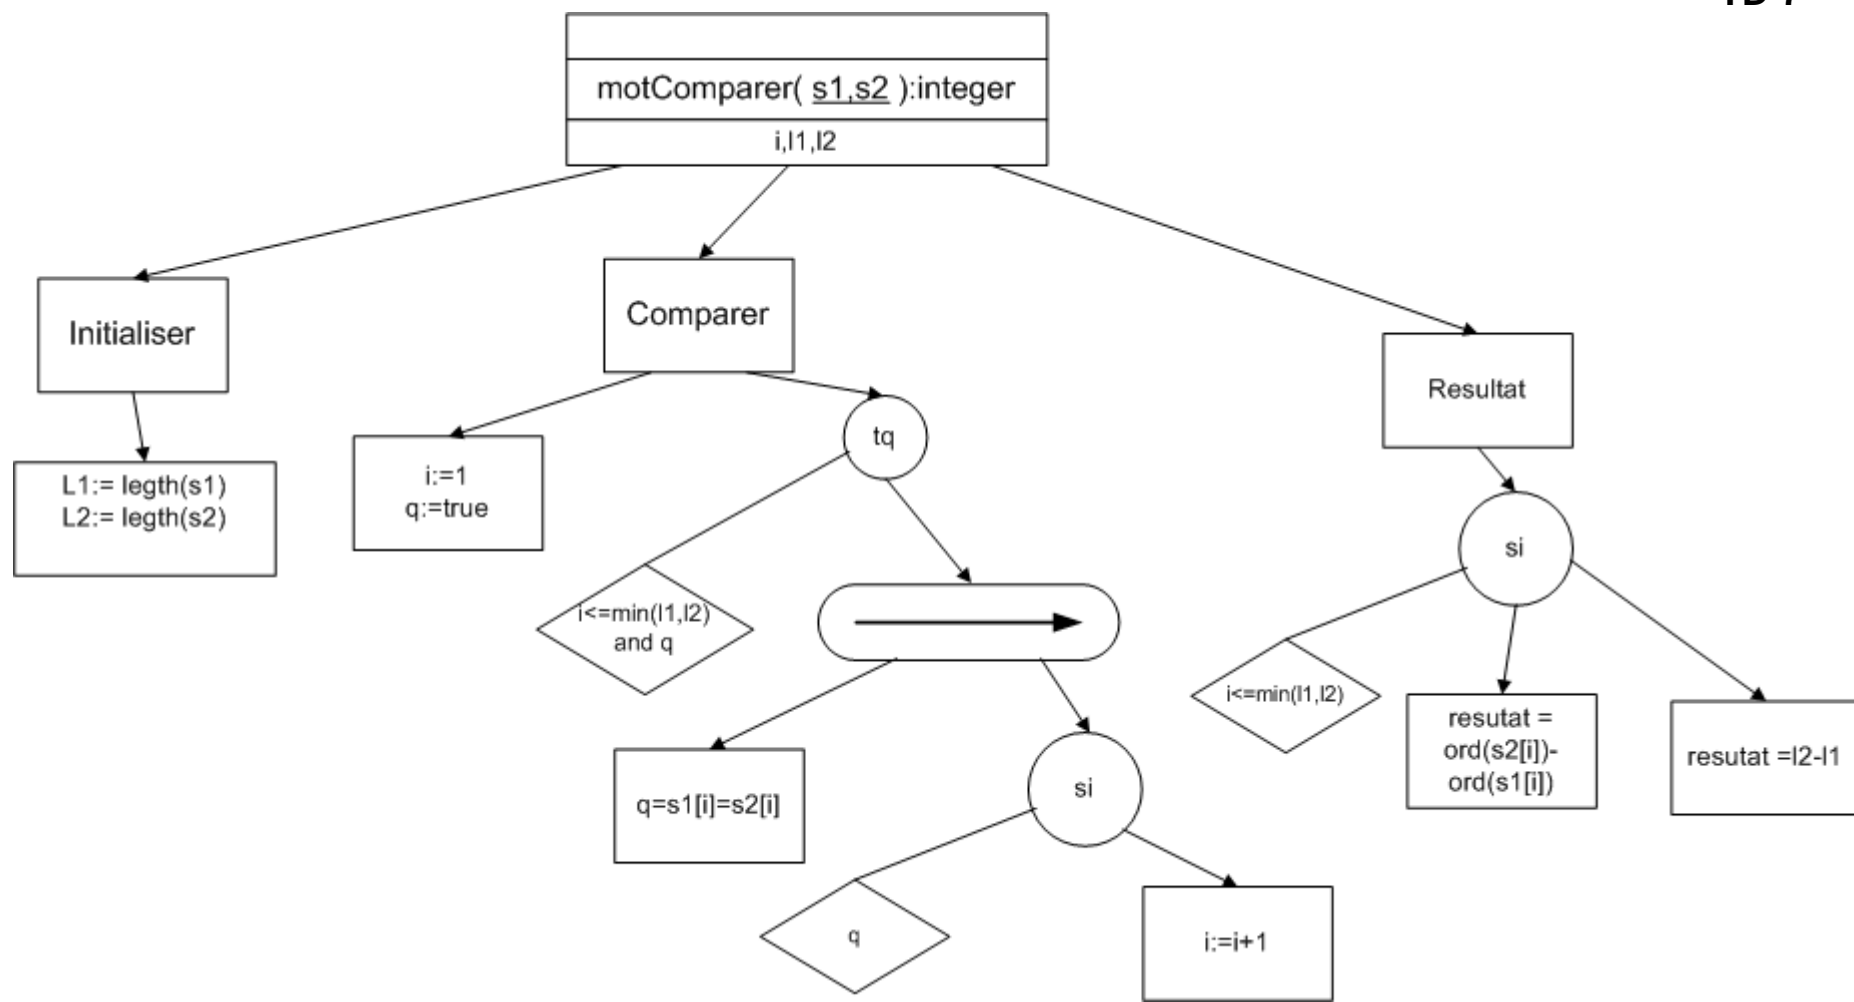 motComparer( s1,s2 ):integer
i,l1,l2
Initialiser
L1:= legth(s1)
L2:= legth(s2)
Comparer
i:=1
q:=true
tq
i<=min(l1,l2)
and q
q=s1[i]=s2[i]
si
q
i:=i+1
Resultat
si
i<=min(l1,l2)
resutat =
ord(s2[i])-
ord(s1[i])
resutat =l2-l1